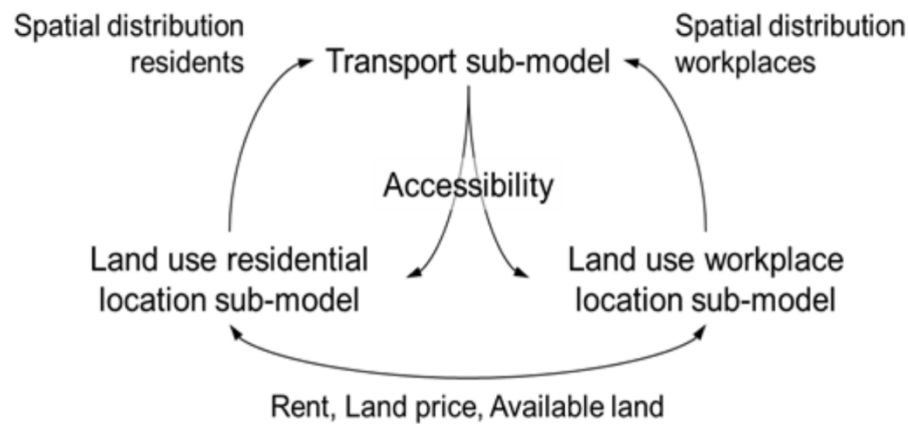 Spatial distribution
residents
Transport sub-model
Spatial distribution
workplaces
Accessibility
Land use residential
location sub-model
Land use workplace
location sub-model
Rent, Land price, Available land